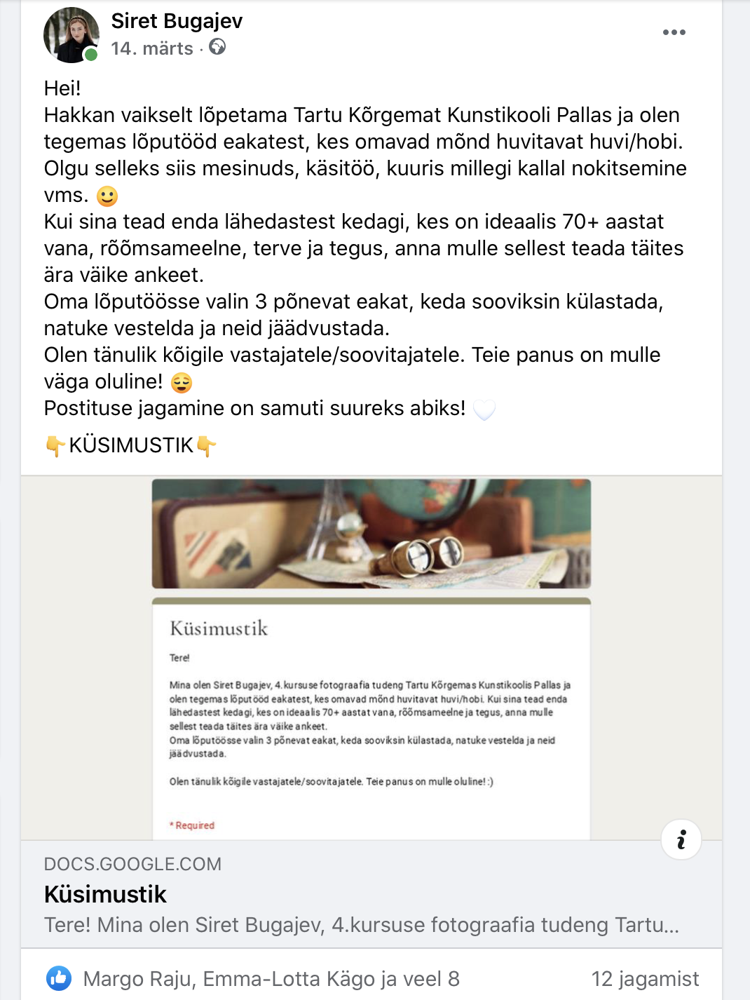 Siret Bugajev
14. märts ·
Hei!
Hakkan vaikselt lõpetama Tartu Kõrgemat Kunstikooli Pallas ja olen
tegemas lõputööd eakatest, kes omavad mõnd huvitavat huvi/hobi.
Olgu selleks siis mesinuds, käsitöö, kuuris millegi kallal nokitsemine
vms. 🙂
Kui sina tead enda lähedastest kedagi, kes on ideaalis 70+ aastat
vana, rõõmsameelne, terve ja tegus, anna mulle sellest teada täites
ära väike ankeet.
Oma lõputöösse valin 3 põnevat eakat, keda sooviksin külastada,
natuke vestelda ja neid jäädvustada.
Olen tänulik kõigile vastajatele/soovitajatele. Teie panus on mulle
väga oluline! 😌
Postituse jagamine on samuti suureks abiks! 🤍
👇KÜSIMUSTIK👇
Küsimustik
Tere!
Mina olen Siret Bugajev, 4.kursuse fotograafia tudeng Tartu Kõrgemas Kunstikoolis Pallas ja
olen tegemas lõputööd eakatest, kes omavad mõnd huvitavat huvi/hobi. Kui sina tead enda
lähedastest kedagi, kes on ideaalis 70+ aastat vana, rõõmsameelne ja tegus, anna mulle
sellest teada täites ära väike ankeet.
Oma lõputöösse valin 3 põnevat eakat, keda sooviksin külastada, natuke vestelda ja neid
jäädvustada.
Olen tänulik kõigile vastajatele/soovitajatele. Teie panus on mulle oluline! :)
* Required
DOCS.GOOGLE.COM
Küsimustik
Tere! Mina olen Siret Bugajev, 4.kursuse fotograafia tudeng Tartu...
Margo Raju, Emma-Lotta Kägo ja veel 8
12 jagamist